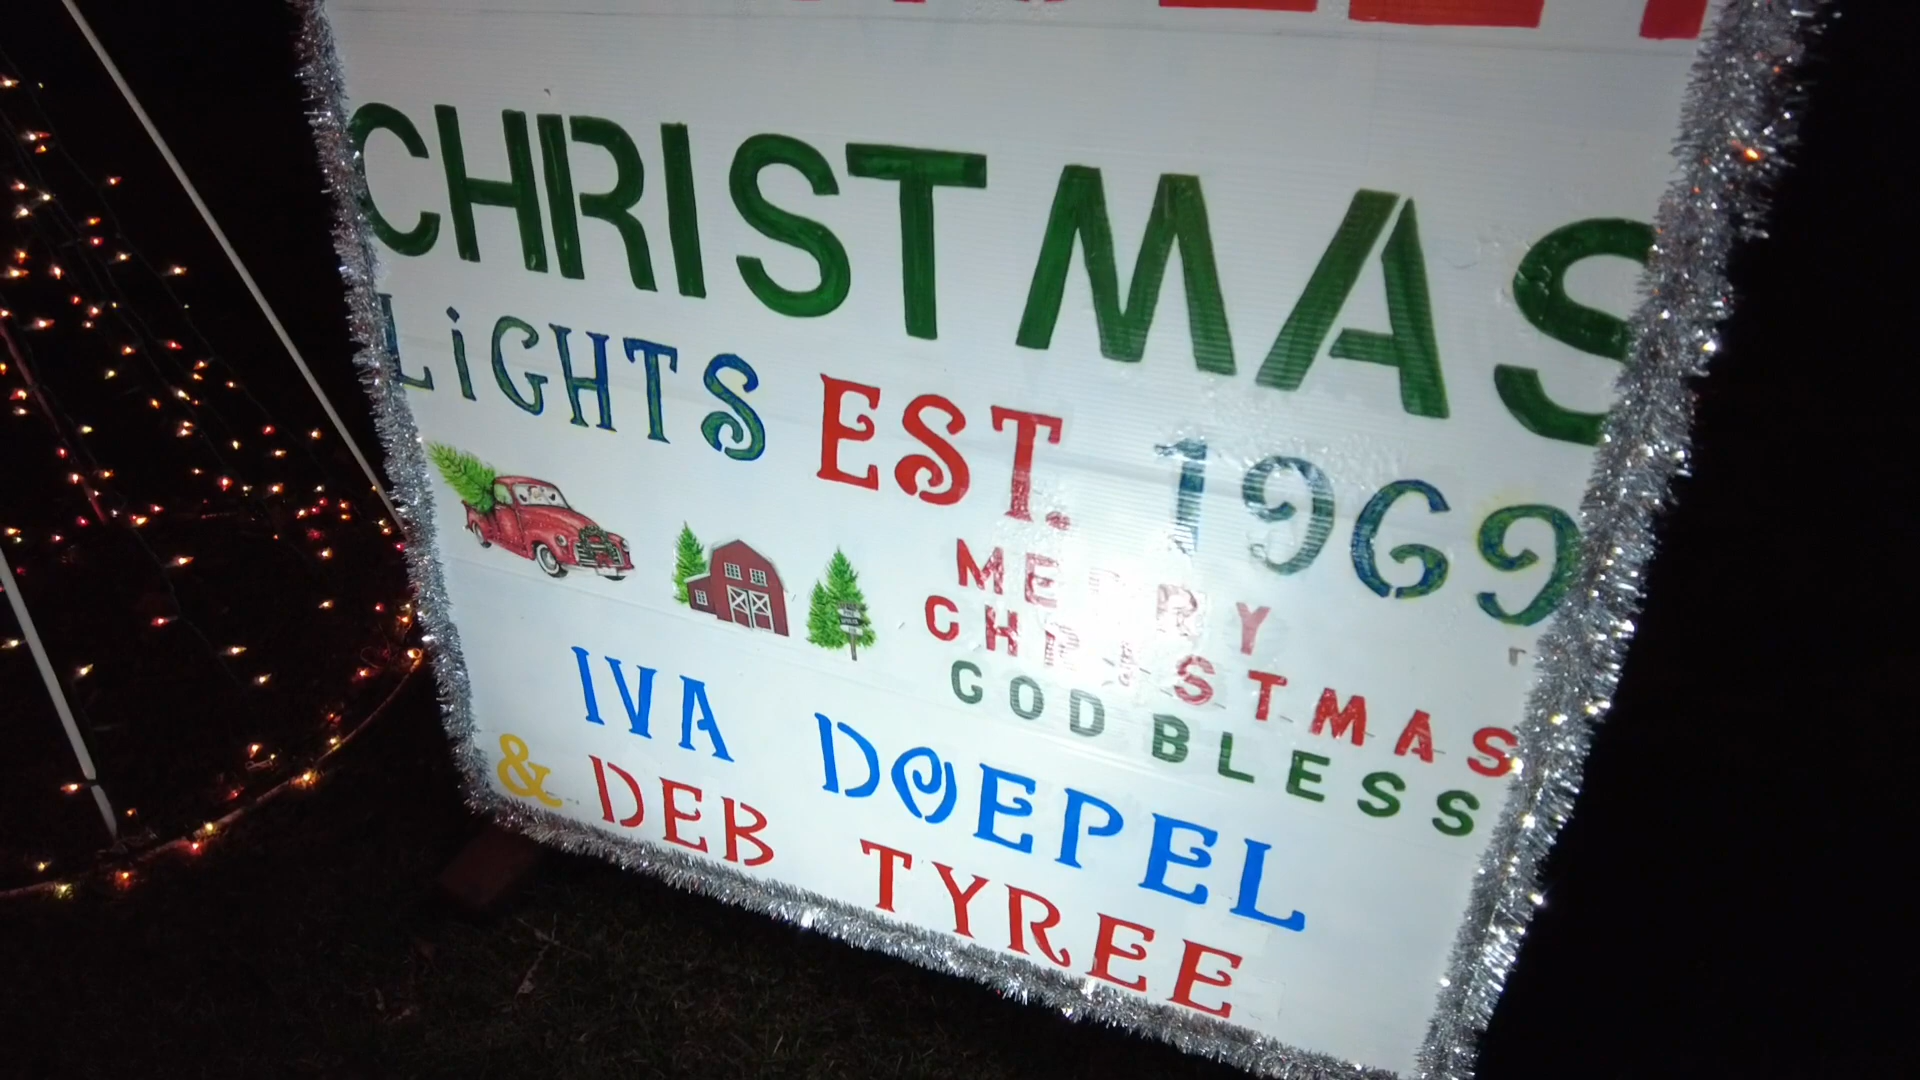 CHRISTMAS
LiGHTS EST. 1969
MERRY
CHRISTMAS
GOD BLESS
IVA DOEPEL
& DEB TYREE